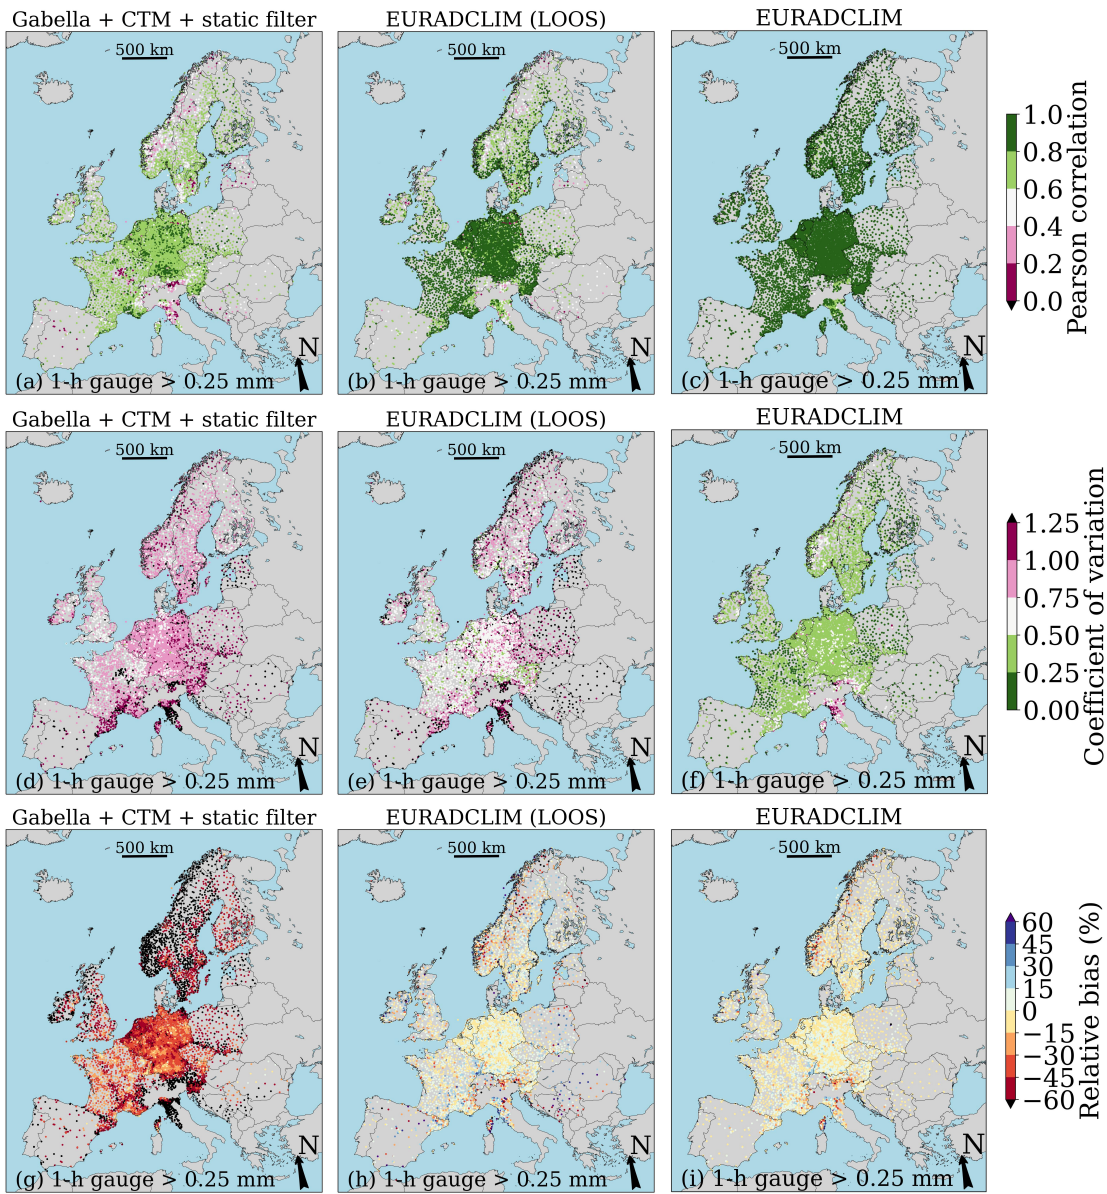 Gabella + CTM + static filter
EURADCLIM (LOOS)
EURADCLIM
500 km
500 km
500 km
N
N
N
(a) 1-h gauge > 0.25 mm
(b) 1-h gauge > 0.25 mm
(c) 1-h gauge > 0.25 mm
1.0
0.8
0.6
0.4
0.2
0.0
Pearson correlation
Gabella + CTM + static filter
EURADCLIM (LOOS)
EURADCLIM
500 km
500 km
500 km
N
N
N
(d) 1-h gauge > 0.25 mm
(e) 1-h gauge > 0.25 mm
(f) 1-h gauge > 0.25 mm
1.25
1.00
0.75
0.50
0.25
0.00
Coefficient of variation
Gabella + CTM + static filter
EURADCLIM (LOOS)
EURADCLIM
500 km
500 km
500 km
N
N
N
(g) 1-h gauge > 0.25 mm
(h) 1-h gauge > 0.25 mm
(i) 1-h gauge > 0.25 mm
60
45
30
15
0
−15
−30
−45
−60
Relative bias (%)